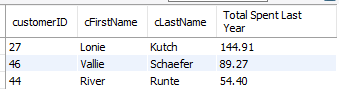 customerID cFirstName cLastName Total Spent Last
Year
27 Lonie Kutch 144.91
46 Vallie Schaefer 89.27
44 River Runte 54.40